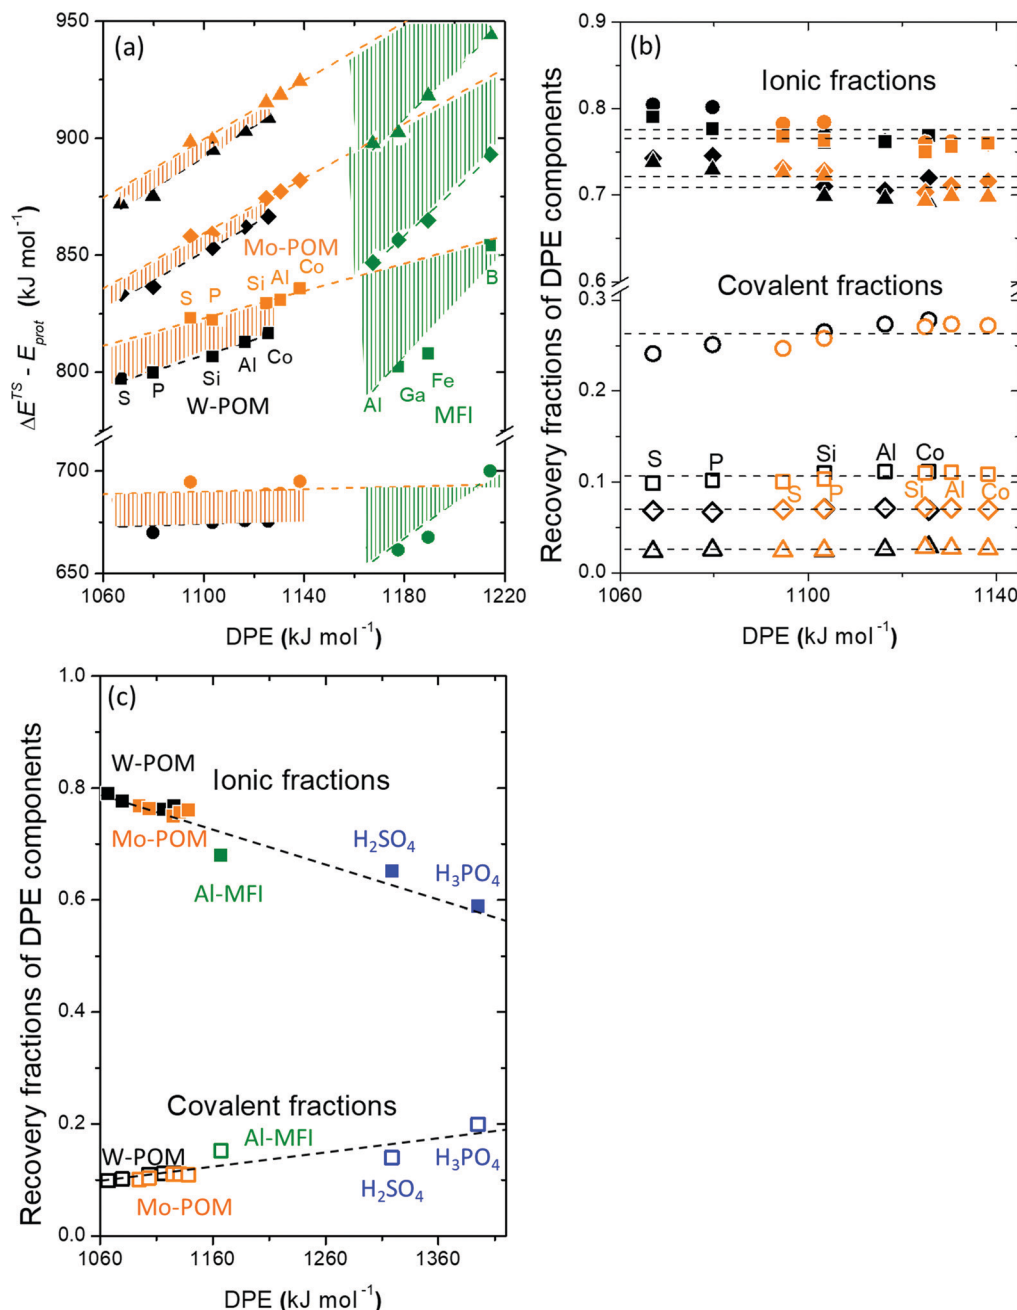 (a)
950
900
850
800
700
650
ΔE^TS - E_prot (kJ mol⁻¹)
Mo-POM
S
P
Si
Al
Co
S
P
Si
Al
Co
W-POM
Al
Ga
Fe
B
MFI
1060
1100
1140
1180
1220
DPE (kJ mol⁻¹)
(b)
0.9
0.8
0.7
0.6
0.3
0.2
0.1
0.0
Recovery fractions of DPE components
Ionic fractions
Covalent fractions
S
P
Si
Al
Co
S
P
Si
Al
Co
1060
1100
1140
DPE (kJ mol⁻¹)
(c)
1.0
0.8
0.6
0.4
0.2
0.0
Recovery fractions of DPE components
W-POM
Ionic fractions
Mo-POM
Al-MFI
H₂SO₄
H₃PO₄
Covalent fractions
W-POM
Al-MFI
Mo-POM
H₂SO₄
H₃PO₄
1060
1160
1260
1360
DPE (kJ mol⁻¹)